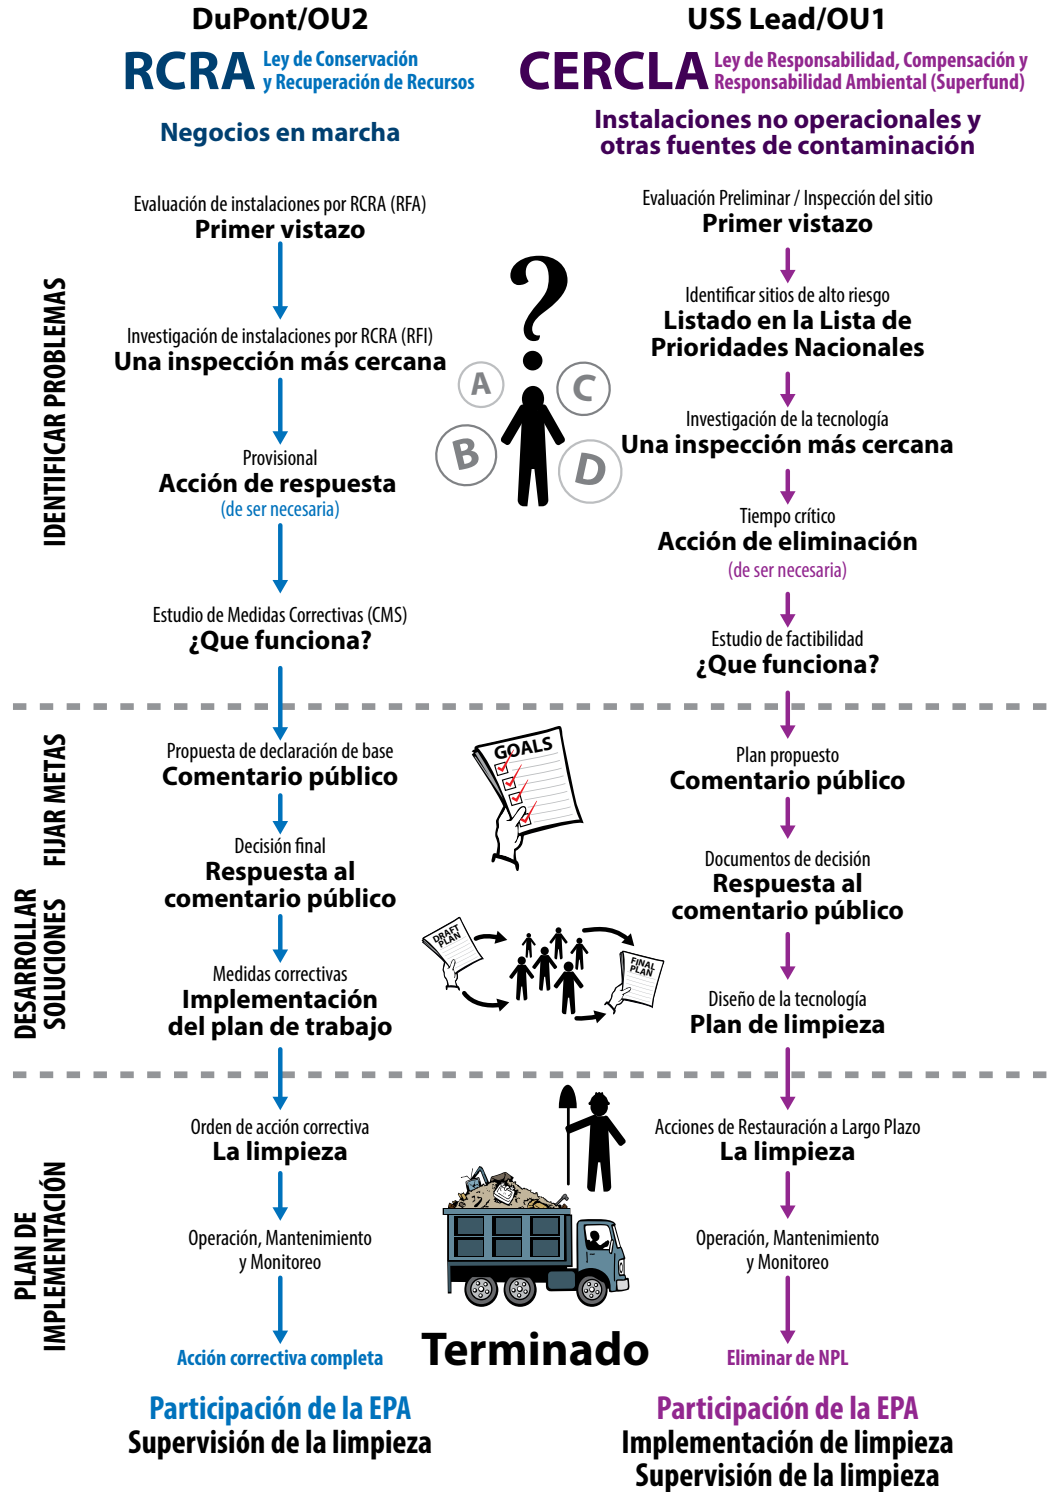 DuPont/OU2
RCRA
Ley de Conservación
y Recuperación de Recursos
Negocios en marcha
USS Lead/OU1
CERCLA
Ley de Responsabilidad, Compensación y
Responsabilidad Ambiental (Superfund)
Instalaciones no operacionales y
otras fuentes de contaminación
IDENTIFICAR PROBLEMAS
Evaluación de instalaciones por RCRA (RFA)
Primer vistazo
Investigación de instalaciones por RCRA (RFI)
Una inspección más cercana
Provisional
Acción de respuesta
(de ser necesaria)
Estudio de Medidas Correctivas (CMS)
¿Que funciona?
?
A
C
B
D
Evaluación Preliminar / Inspección del sitio
Primer vistazo
Identificar sitios de alto riesgo
Listado en la Lista de
Prioridades Nacionales
Investigación de la tecnología
Una inspección más cercana
Tiempo crítico
Acción de eliminación
(de ser necesaria)
Estudio de factibilidad
¿Que funciona?
FIJAR METAS
DESARROLLAR
SOLUCIONES
Propuesta de declaración de base
Comentario público
Decisión final
Respuesta al
comentario público
Medidas correctivas
Implementación
del plan de trabajo
GOALS
DRAFT
PLAN
FINAL
PLAN
Plan propuesto
Comentario público
Documentos de decisión
Respuesta al
comentario público
Diseño de la tecnología
Plan de limpieza
PLAN DE
IMPLEMENTACIÓN
Orden de acción correctiva
La limpieza
Operación, Mantenimiento
y Monitoreo
Acción correctiva completa
Terminado
Acciones de Restauración a Largo Plazo
La limpieza
Operación, Mantenimiento
y Monitoreo
Eliminar de NPL
Participación de la EPA
Supervisión de la limpieza
Participación de la EPA
Implementación de limpieza
Supervisión de la limpieza